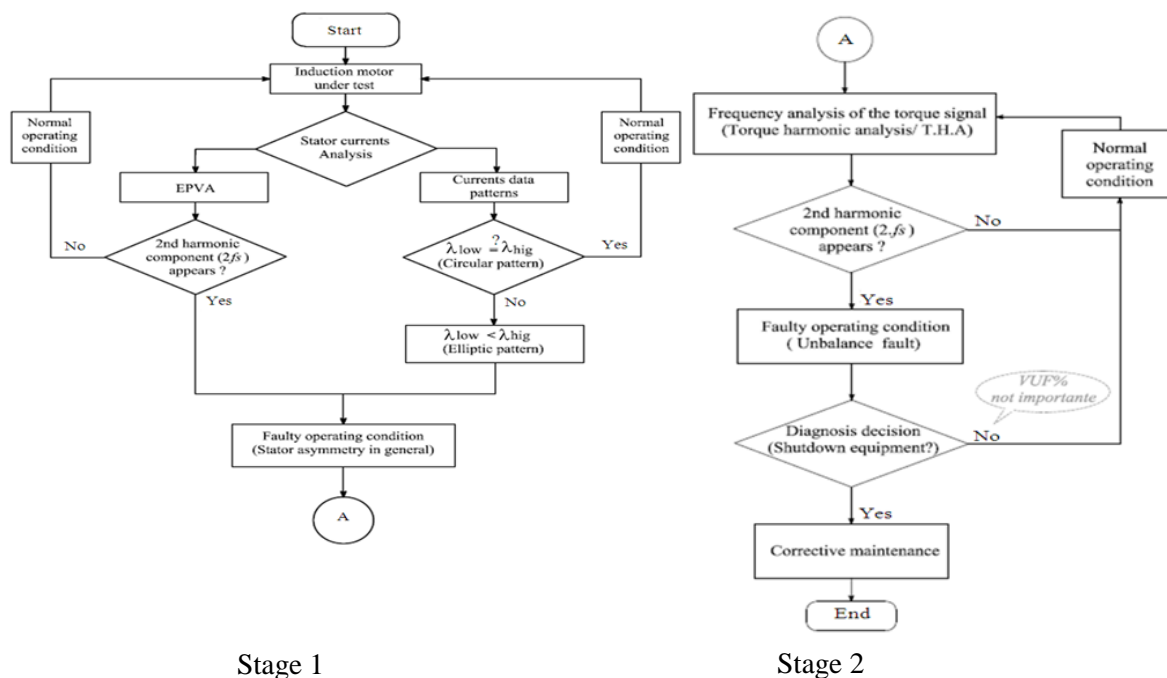 Start
Induction motor
under test
Normal
operating
condition
Normal
operating
condition
Stator currents
Analysis
EPVA
Currents data
patterns
No
2nd harmonic
component (2fs)
appears ?
Yes
?
λlow = λhig
(Circular pattern)
Yes
No
λlow < λhig
(Elliptic pattern)
Faulty operating condition
(Stator asymmetry in general)
A
Stage 1
A
Frequency analysis of the torque signal
(Torque harmonic analysis/ T.H.A)
Normal
operating
condition
2nd harmonic
component (2.fs)
appears ?
No
Yes
Faulty operating condition
( Unbalance fault)
VUF%
not importante
Diagnosis decision
(Shutdown equipment?)
No
Yes
Corrective maintenance
End
Stage 2